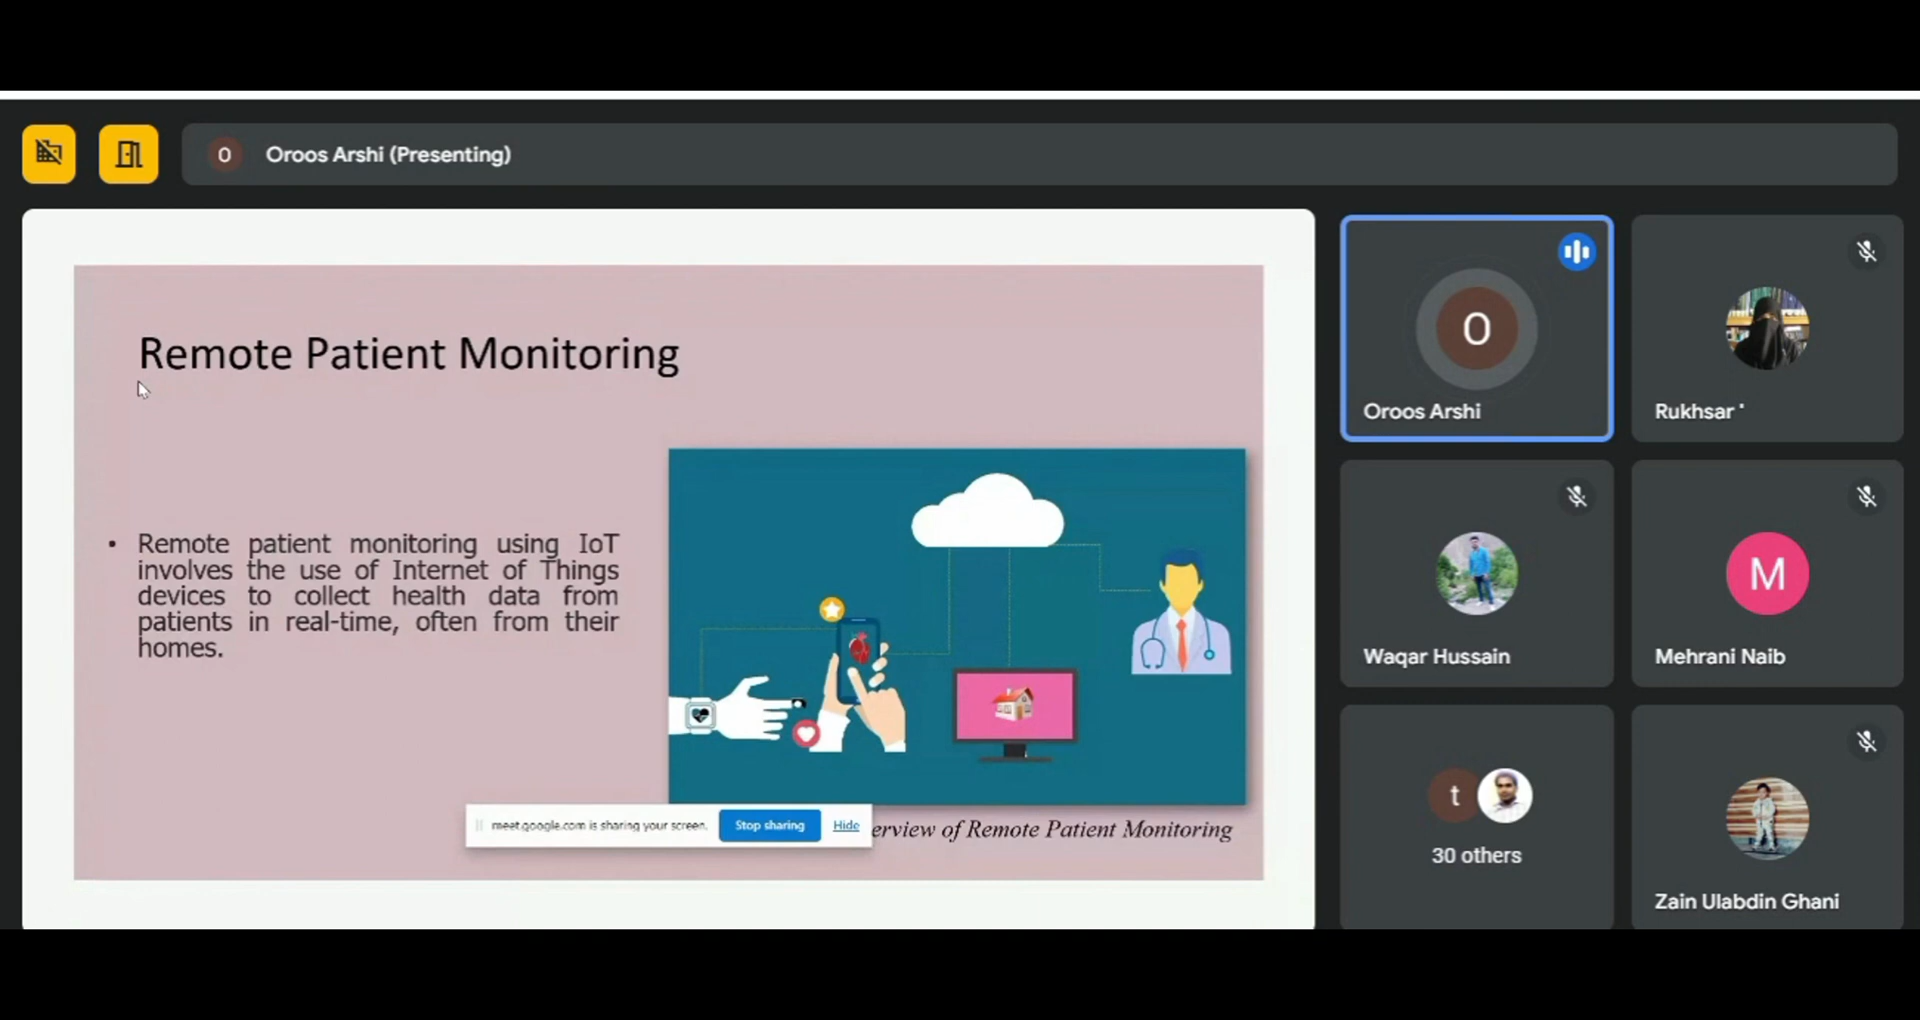 O Oroos Arshi (Presenting)
Remote Patient Monitoring
• Remote patient monitoring using IoT
involves the use of Internet of Things
devices to collect health data from
patients in real-time, often from their
homes.
meet.google.com is sharing your screen. Stop sharing Hide
erview of Remote Patient Monitoring
O
Oroos Arshi
Rukhsar '
Waqar Hussain
M
Mehrani Naib
t
30 others
Zain Ulabdin Ghani